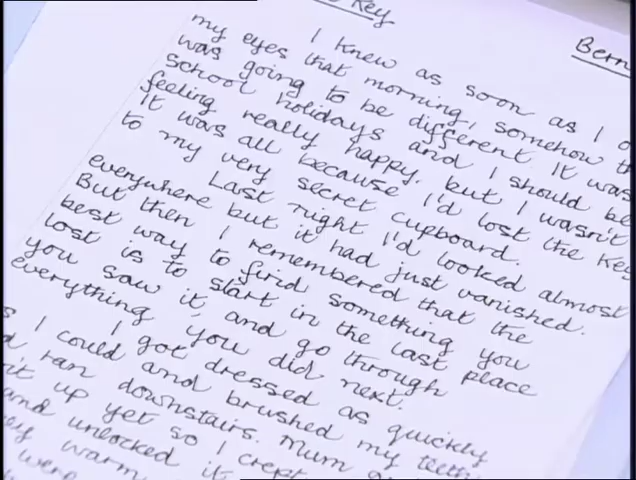 Key
Bern
I knew as soon as I o
my eyes that morning, somehow th
was going to be different. It was
school holidays and I should be
feeling really happy, but I wasn't
It was all because I'd lost the key
to my very secret cupboard.
Last night I'd looked almost
everywhere but it had just vanished.
But then I remembered that the
best way to find something you
lost is to start in the last place
you saw it, and go through
everything you did next.
I got dressed as quickly
s I could and brushed my teeth
d ran downstairs. Mum
n't up yet so I crept
and unlocked it
ey warm
were